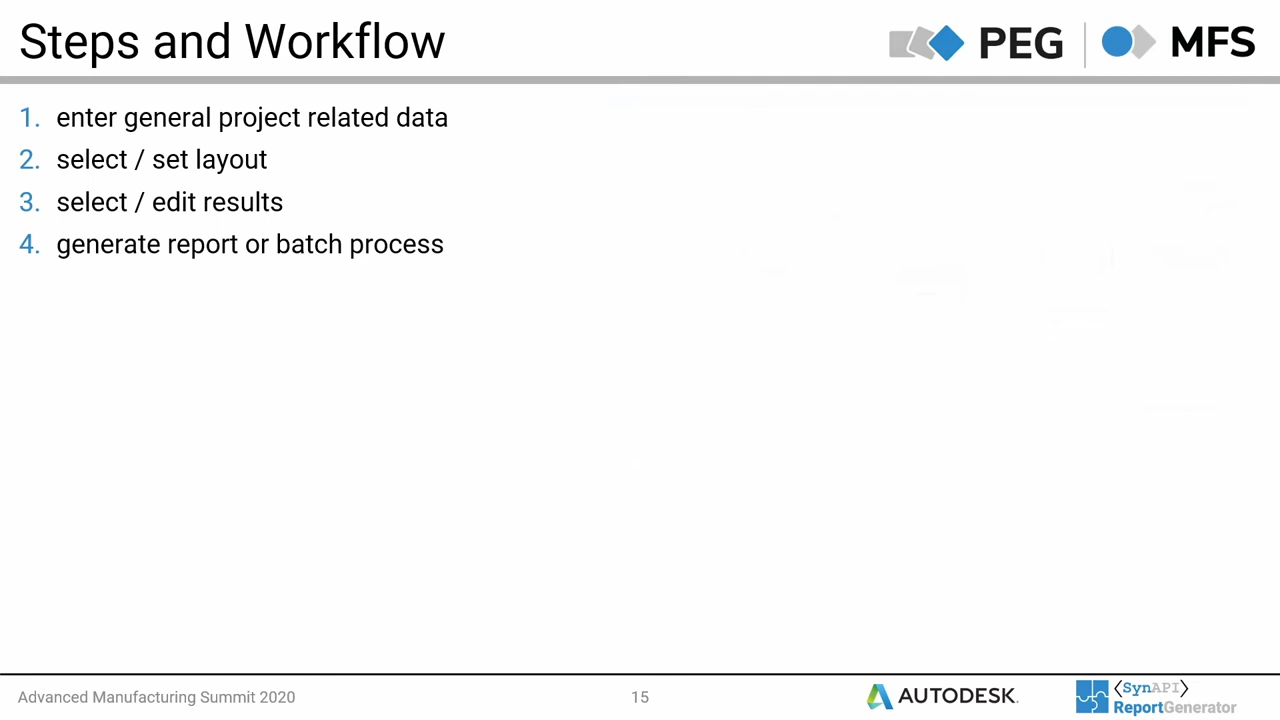 Steps and Workflow
PEG | MFS
1. enter general project related data
2. select / set layout
3. select / edit results
4. generate report or batch process
Advanced Manufacturing Summit 2020
15
AUTODESK.
<SynAPI>
ReportGenerator